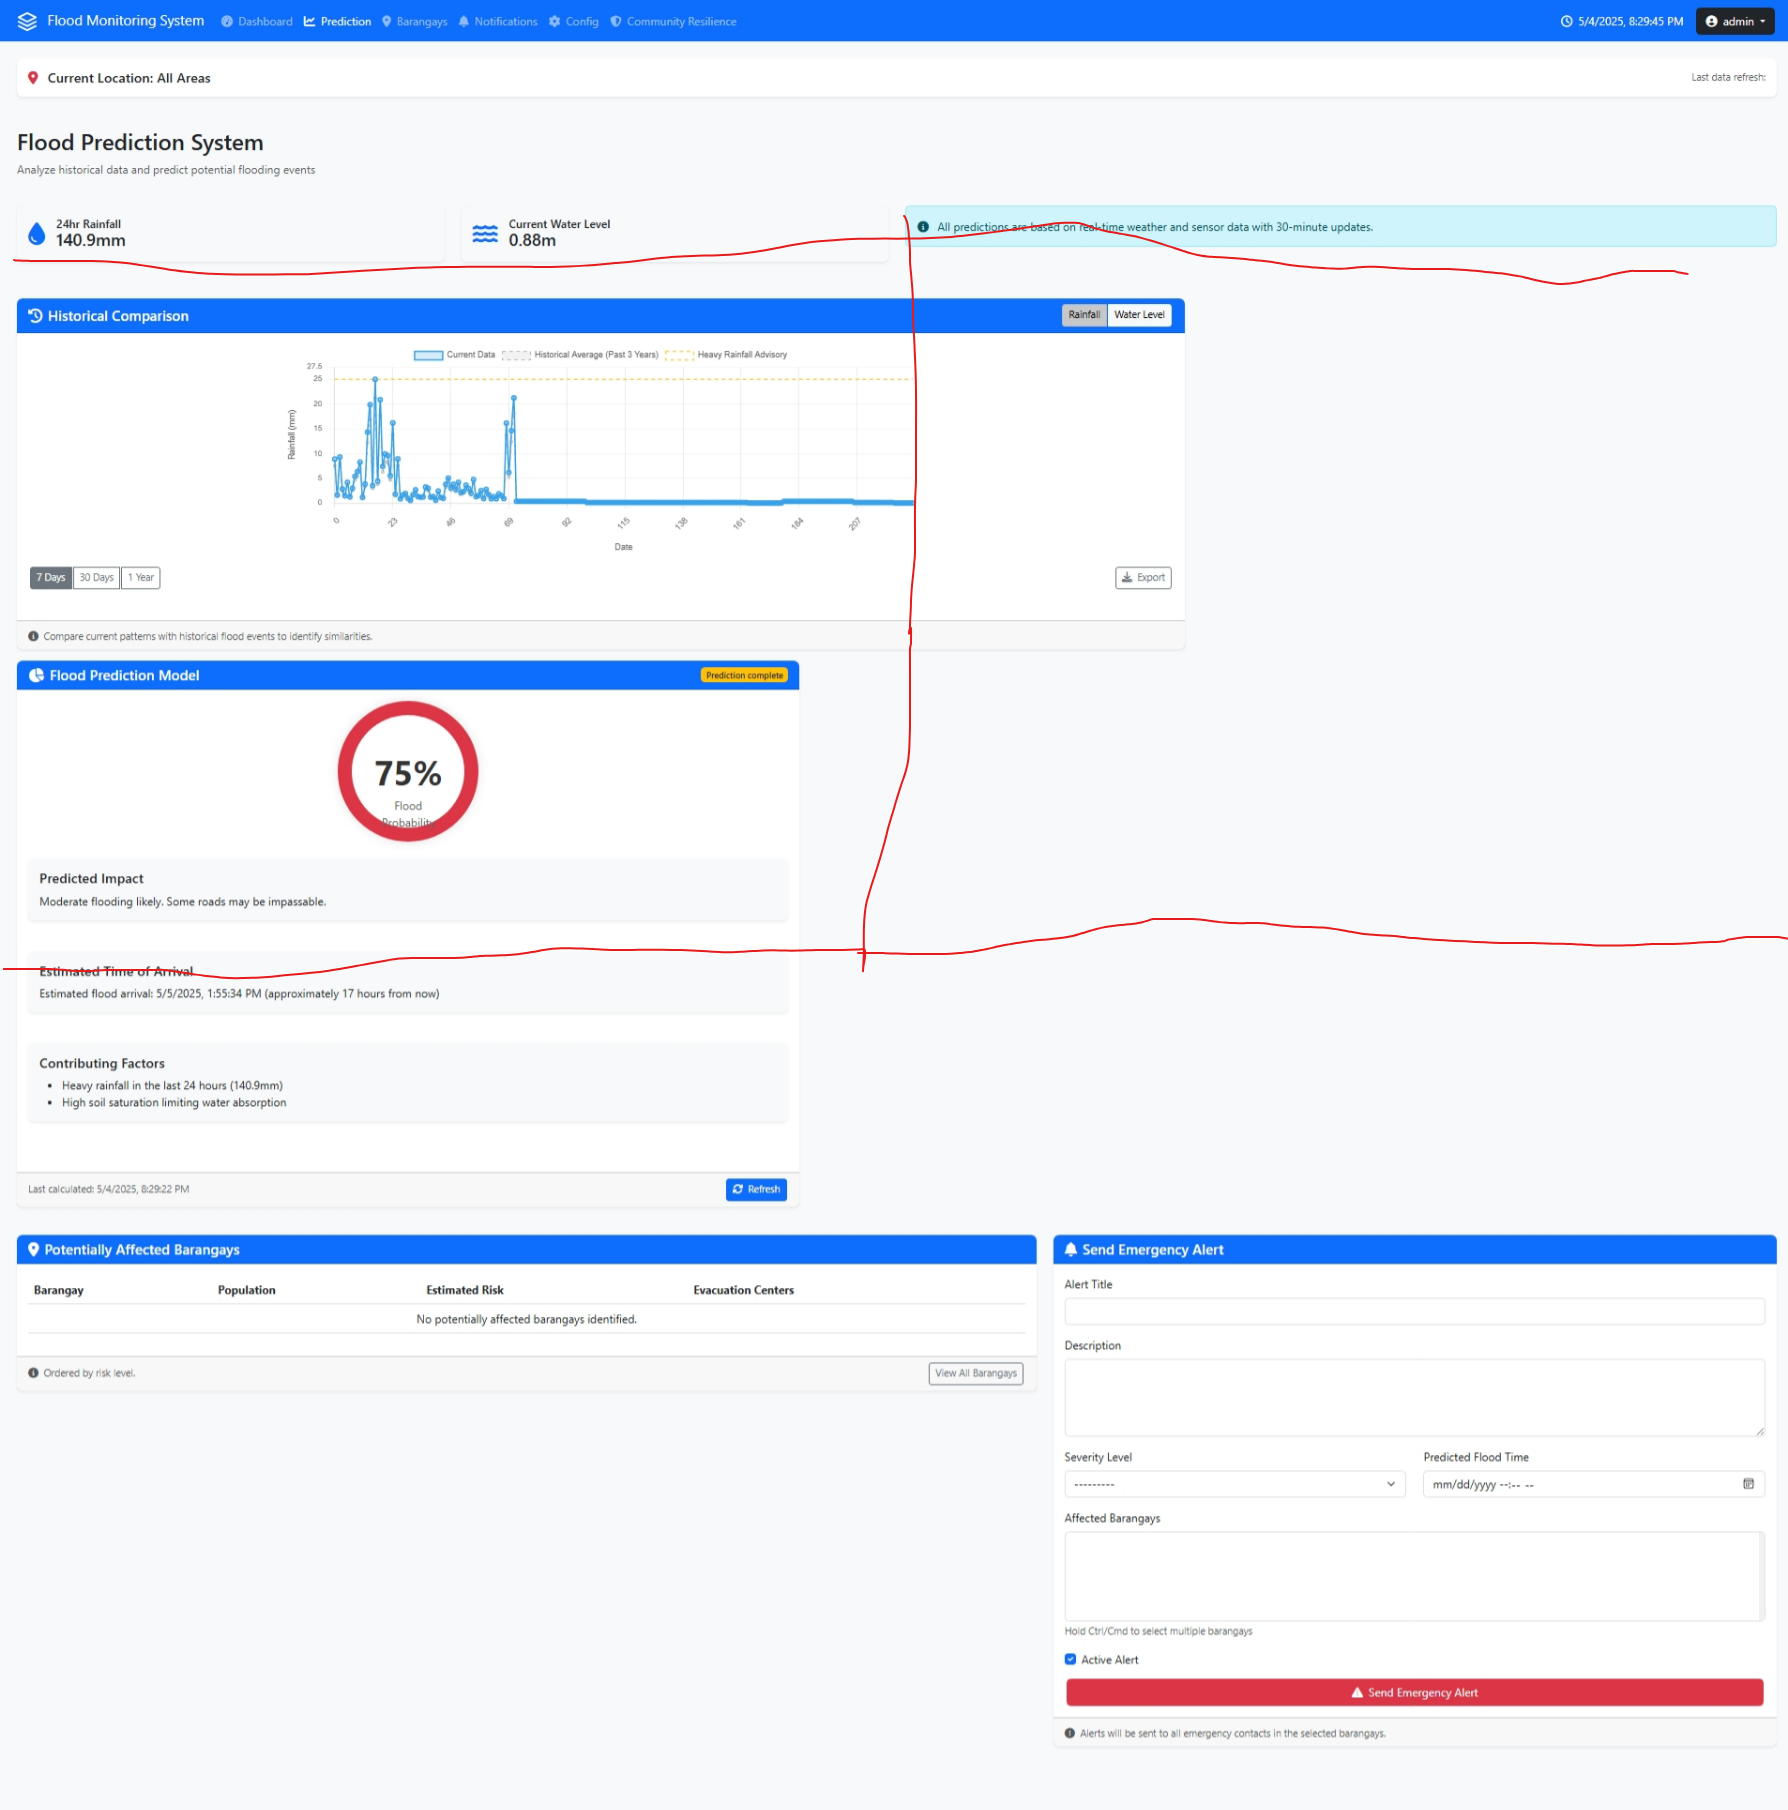 Flood Monitoring System Dashboard Prediction Barangays Notifications Config Community Resilience 5/4/2025, 8:29:45 PM admin
Current Location: All Areas Last data refresh:
Flood Prediction System
Analyze historical data and predict potential flooding events
24hr Rainfall
140.9mm
Current Water Level
0.88m
All predictions are based on real-time weather and sensor data with 30-minute updates.
Historical Comparison Rainfall Water Level
Current Data Historical Average (Past 3 Years) Heavy Rainfall Advisory
27.5
25
20
15
10
5
0
Rainfall (mm)
0 23 46 69 92 115 138 161 184 207
Date
7 Days 30 Days 1 Year Export
Compare current patterns with historical flood events to identify similarities.
Flood Prediction Model Prediction complete
75%
Flood
Probability
Predicted Impact
Moderate flooding likely. Some roads may be impassable.
Estimated Time of Arrival
Estimated flood arrival: 5/5/2025, 1:55:34 PM (approximately 17 hours from now)
Contributing Factors
Heavy rainfall in the last 24 hours (140.9mm)
High soil saturation limiting water absorption
Last calculated: 5/4/2025, 8:29:22 PM Refresh
Potentially Affected Barangays
Barangay Population Estimated Risk Evacuation Centers
No potentially affected barangays identified.
Ordered by risk level. View All Barangays
Send Emergency Alert
Alert Title
Description
Severity Level Predicted Flood Time
--------- mm/dd/yyyy --:-- --
Affected Barangays
Hold Ctrl/Cmd to select multiple barangays
Active Alert
Send Emergency Alert
Alerts will be sent to all emergency contacts in the selected barangays.